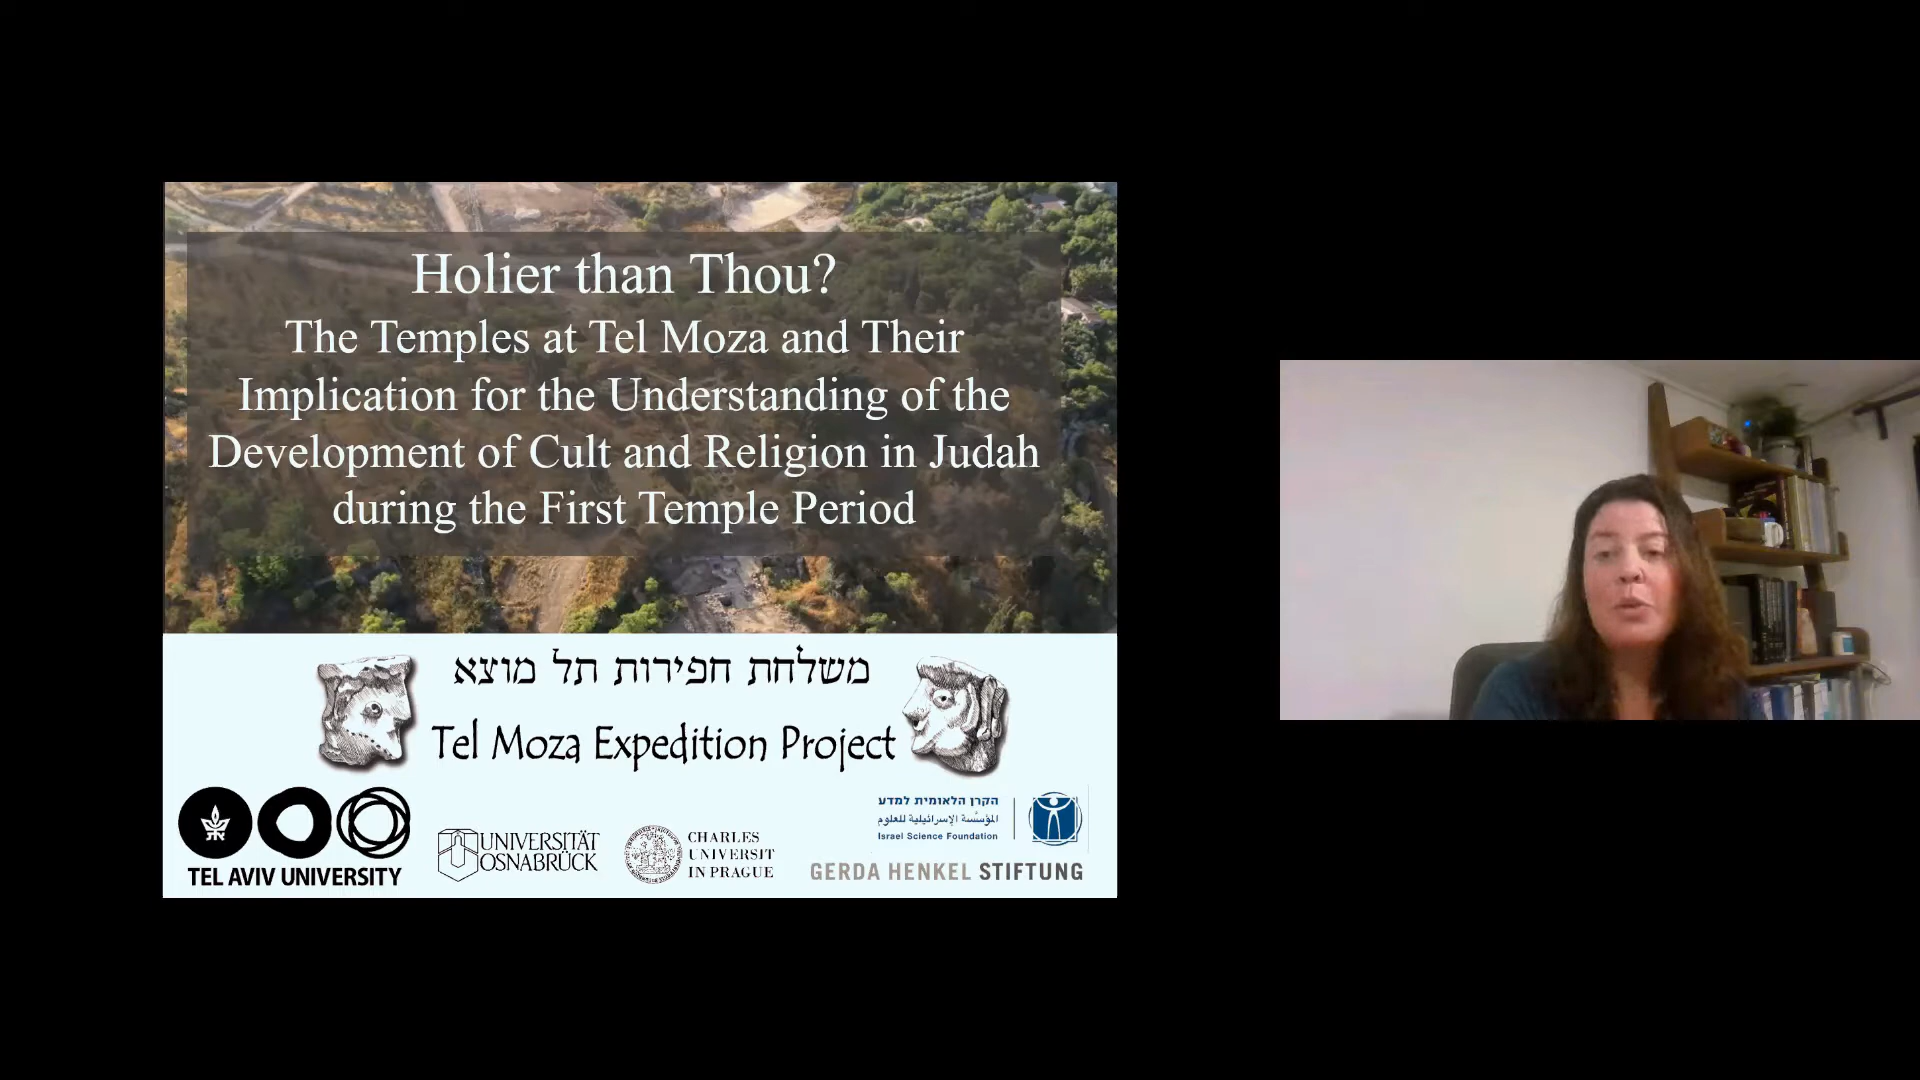 Holier than Thou?
The Temples at Tel Moza and Their
Implication for the Understanding of the
Development of Cult and Religion in Judah
during the First Temple Period
משלחת חפירות תל מוצא
Tel Moza Expedition Project
TEL AVIV UNIVERSITY
UNIVERSITÄT
OSNABRÜCK
CHARLES
UNIVERSIT
IN PRAGUE
הקרן הלאומית למדע
المؤسّسة الإسرائيلية للعلوم
Israel Science Foundation
GERDA HENKEL STIFTUNG